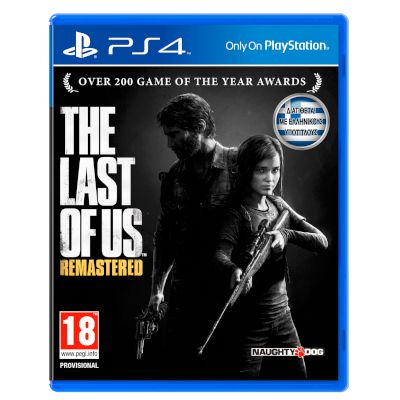 PS4
Only On PlayStation®
OVER 200 GAME OF THE YEAR AWARDS
ΔΙΑΤΙΘΕΤΑΙ
ΜΕ ΕΛΛΗΝΙΚΟΥΣ
ΥΠΟΤΙΤΛΟΥΣ
THE
LAST
OF US™
REMASTERED
18
www.pegi.info
PROVISIONAL
NAUGHTY DOG